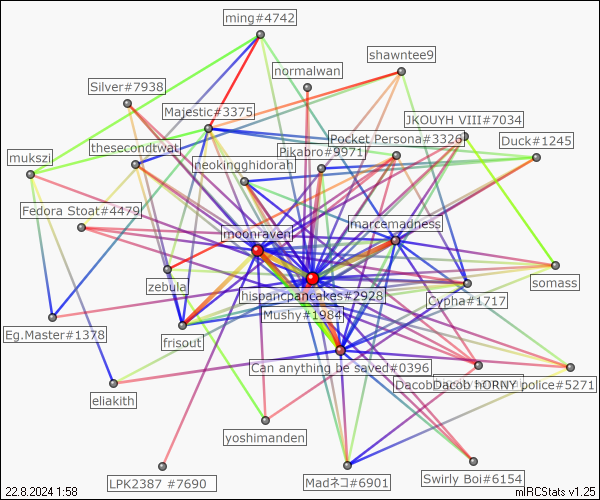 ming#4742
shawntee9
normalwan
Silver#7938
Majestic#3375
JKOUYH VIII#7034
Pocket Persona#3326
Duck#1245
thesecondtwat
Pikabro#9971
mukszi
neokingghidorah
Fedora Stoat#4479
marcemadness
moonraven
somass
zebula
hispancpancakes#2928
Cypha#1717
Mushy#1984
Eg.Master#1378
frisout
Can anything be saved#0396
Dacob hORNY police#5271
eliakith
yoshimanden
Swirly Boi#6154
LPK2387 #7690
Madネコ#6901
22.8.2024 1:58
mIRCStats v1.25